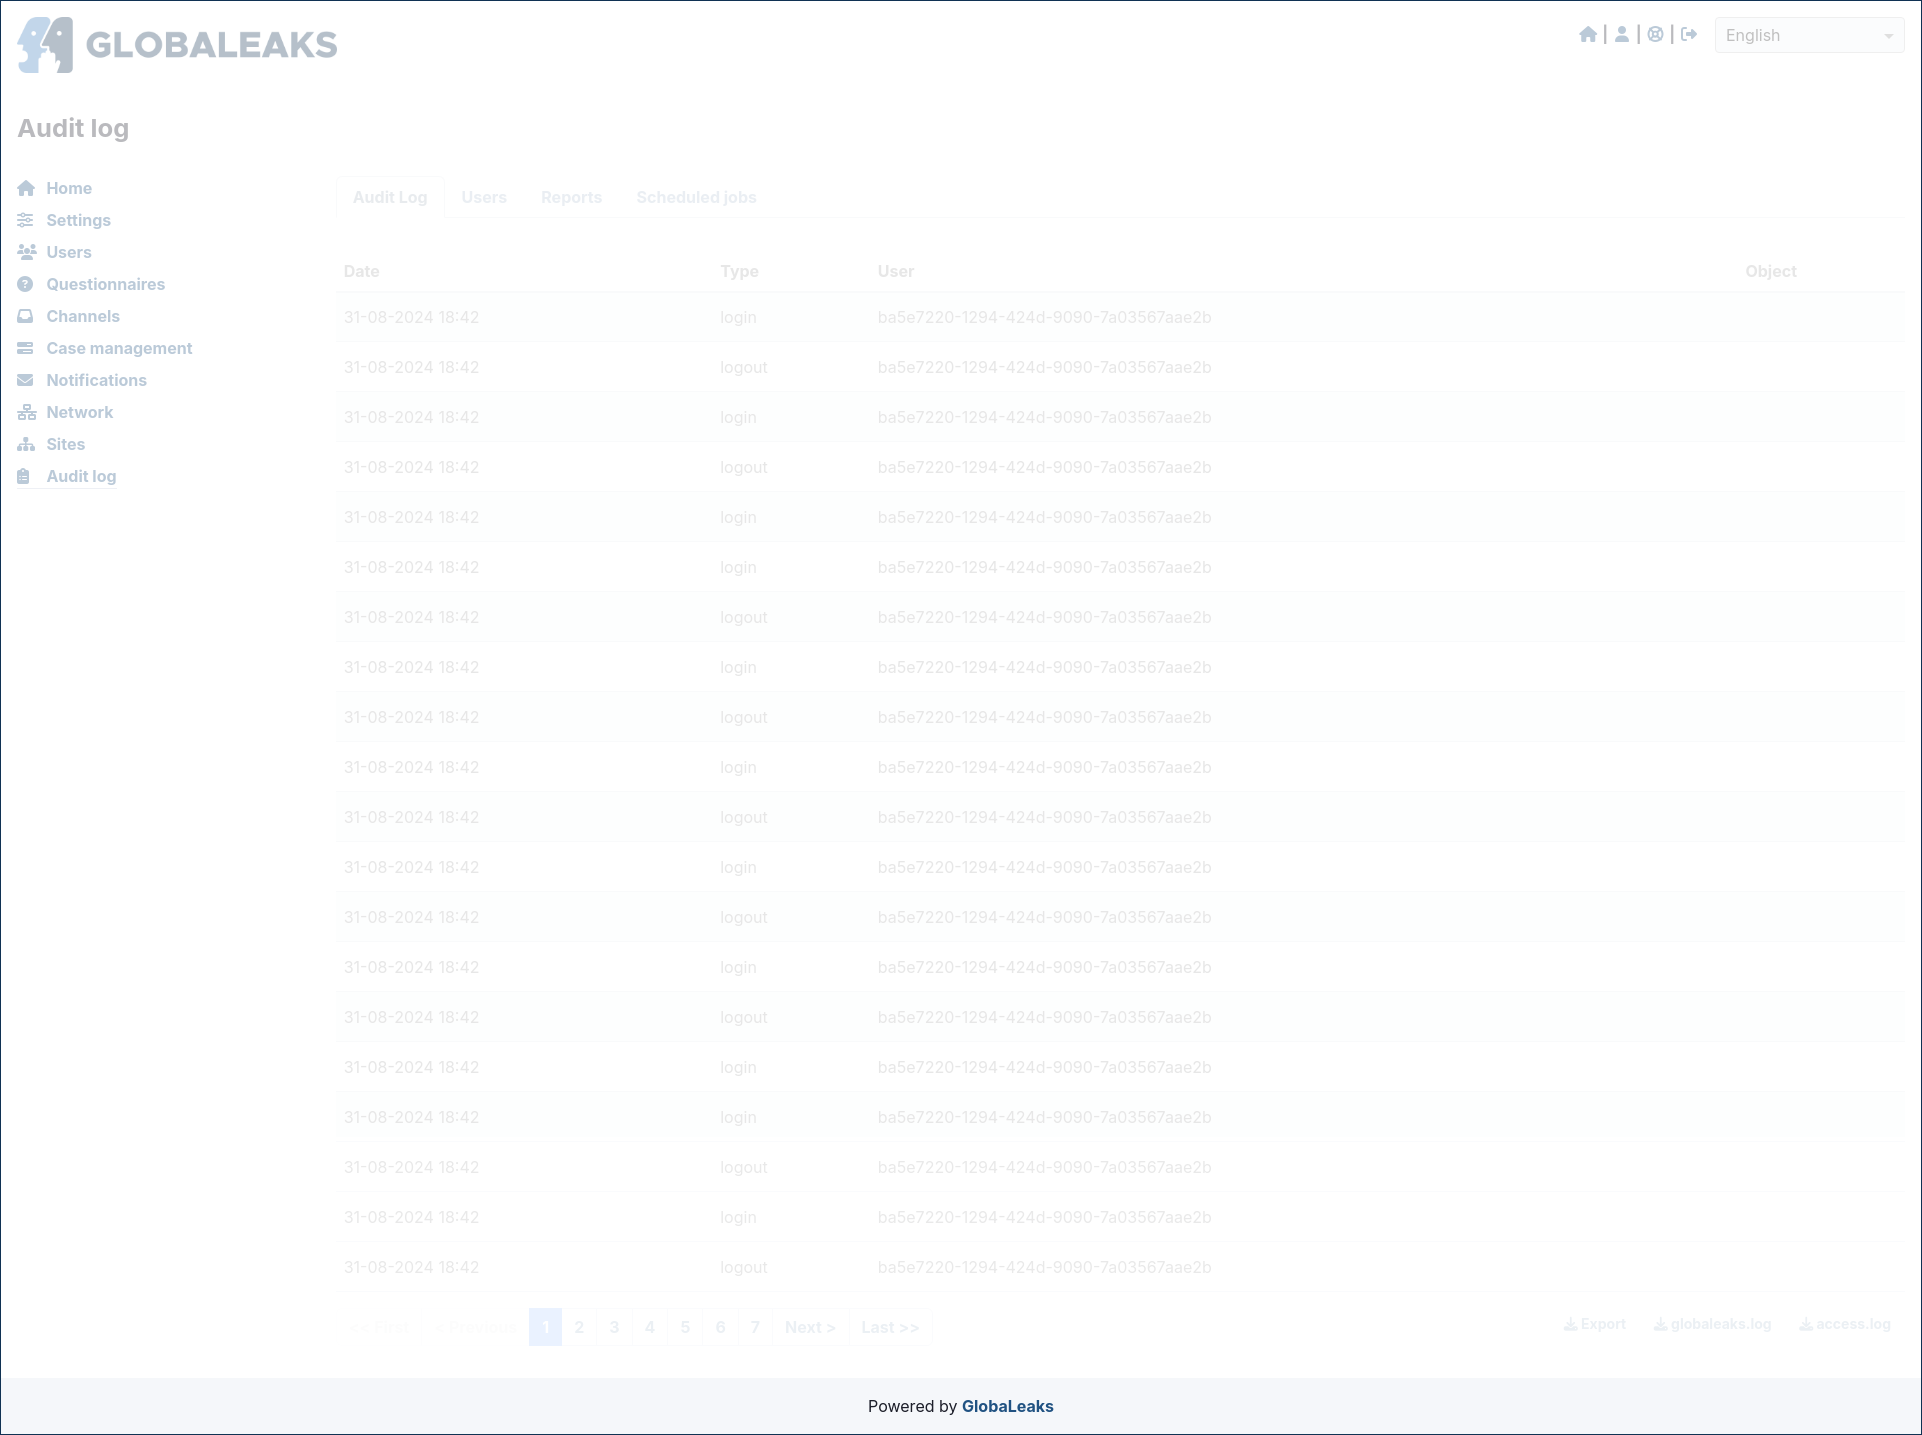 GLOBALEAKS
English
Audit log
Home
Settings
Users
Questionnaires
Channels
Case management
Notifications
Network
Sites
Audit log
Audit Log Users Reports Scheduled jobs
Date Type User Object
31-08-2024 18:42 login ba5e7220-1294-424d-9090-7a03567aae2b
31-08-2024 18:42 logout ba5e7220-1294-424d-9090-7a03567aae2b
31-08-2024 18:42 login ba5e7220-1294-424d-9090-7a03567aae2b
31-08-2024 18:42 logout ba5e7220-1294-424d-9090-7a03567aae2b
31-08-2024 18:42 login ba5e7220-1294-424d-9090-7a03567aae2b
31-08-2024 18:42 login ba5e7220-1294-424d-9090-7a03567aae2b
31-08-2024 18:42 logout ba5e7220-1294-424d-9090-7a03567aae2b
31-08-2024 18:42 login ba5e7220-1294-424d-9090-7a03567aae2b
31-08-2024 18:42 logout ba5e7220-1294-424d-9090-7a03567aae2b
31-08-2024 18:42 login ba5e7220-1294-424d-9090-7a03567aae2b
31-08-2024 18:42 logout ba5e7220-1294-424d-9090-7a03567aae2b
31-08-2024 18:42 login ba5e7220-1294-424d-9090-7a03567aae2b
31-08-2024 18:42 logout ba5e7220-1294-424d-9090-7a03567aae2b
31-08-2024 18:42 login ba5e7220-1294-424d-9090-7a03567aae2b
31-08-2024 18:42 logout ba5e7220-1294-424d-9090-7a03567aae2b
31-08-2024 18:42 login ba5e7220-1294-424d-9090-7a03567aae2b
31-08-2024 18:42 login ba5e7220-1294-424d-9090-7a03567aae2b
31-08-2024 18:42 logout ba5e7220-1294-424d-9090-7a03567aae2b
31-08-2024 18:42 login ba5e7220-1294-424d-9090-7a03567aae2b
31-08-2024 18:42 logout ba5e7220-1294-424d-9090-7a03567aae2b
<< First < Previous 1 2 3 4 5 6 7 Next > Last >>
Export globaleaks.log access.log
Powered by GlobaLeaks